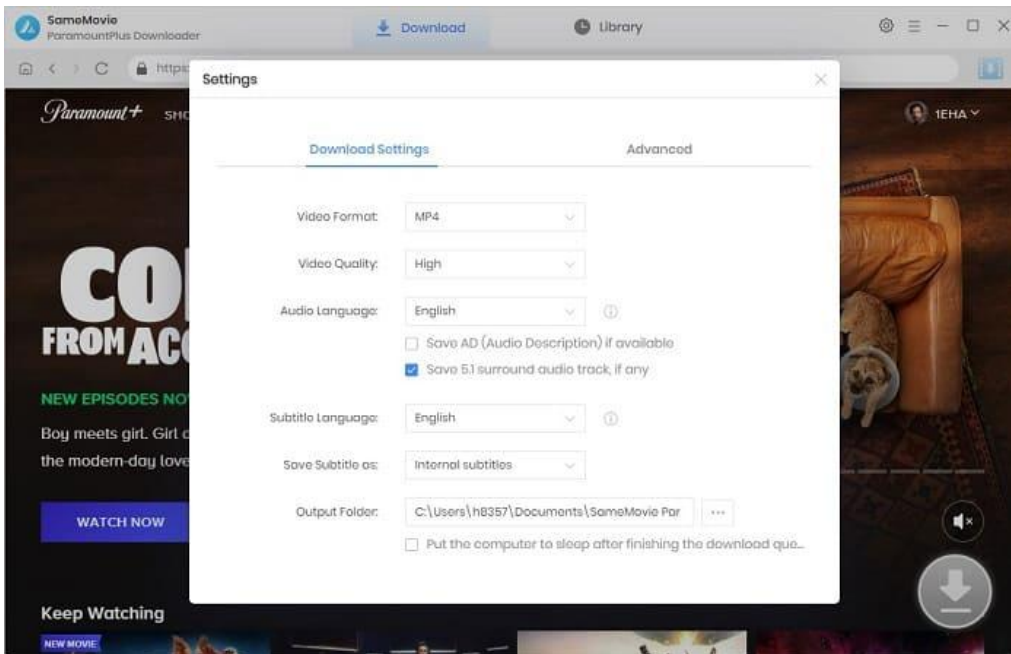 SameMovie
ParamountPlus Downloader
Download
Library
https:
Settings
Paramount+
1EHA
Download Settings
Advanced
Video Format:
MP4
Video Quality:
High
Audio Language:
English
Save AD (Audio Description) if available
Save 5.1 surround audio track, if any
FROM
NEW EPISODES
Subtitle Language:
English
Boy meets girl. Girl
the modern-day love
Save Subtitle as:
Internal subtitles
Output Folder:
C:\Users\hB357\Documents\SameMovie Par
...
WATCH NOW
Put the computer to sleep after finishing the download que...
Keep Watching
NEW MOVIE